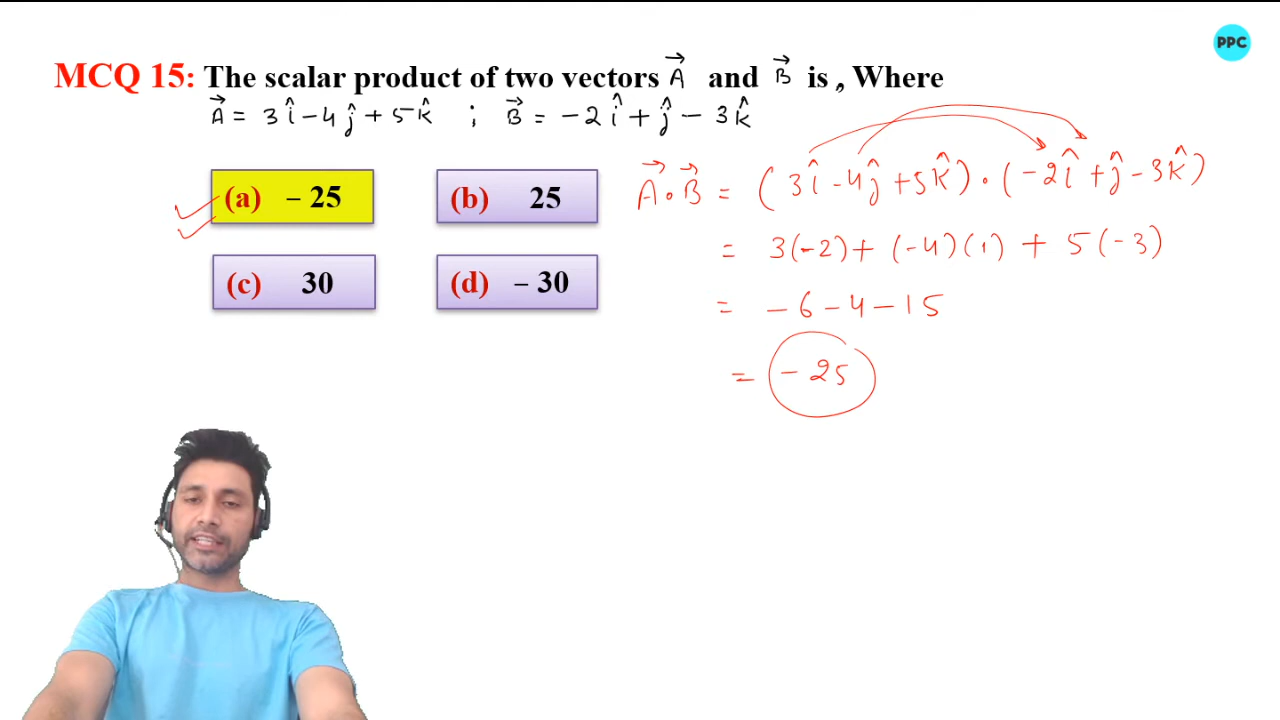 PPC
MCQ 15: The scalar product of two vectors A⃗ and B⃗ is , Where
A⃗ = 3î - 4ĵ + 5k̂ ; B⃗ = -2î + ĵ - 3k̂
(a) – 25
(b) 25
(c) 30
(d) – 30
A⃗ • B⃗ = (3î - 4ĵ + 5k̂) • (-2î + ĵ - 3k̂)
= 3(-2) + (-4)(1) + 5(-3)
= -6 - 4 - 15
= -25